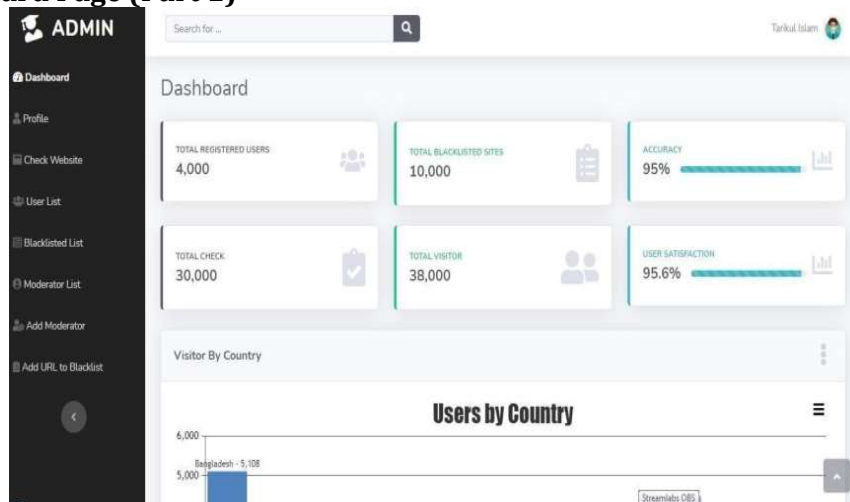 ADMIN
Search for ...
Tarikul Islam
Dashboard
Profile
Check Website
User List
Blacklisted List
Moderator List
Add Moderator
Add URL to Blacklist
Dashboard
TOTAL REGISTERED USERS
4,000
TOTAL BLACKLISTED SITES
10,000
ACCURACY
95%
TOTAL CHECK
30,000
TOTAL VISITOR
38,000
USER SATISFACTION
95.6%
Visitor By Country
Users by Country
6,000
Bangladesh - 5,108
5,000
Streamlabs OBS